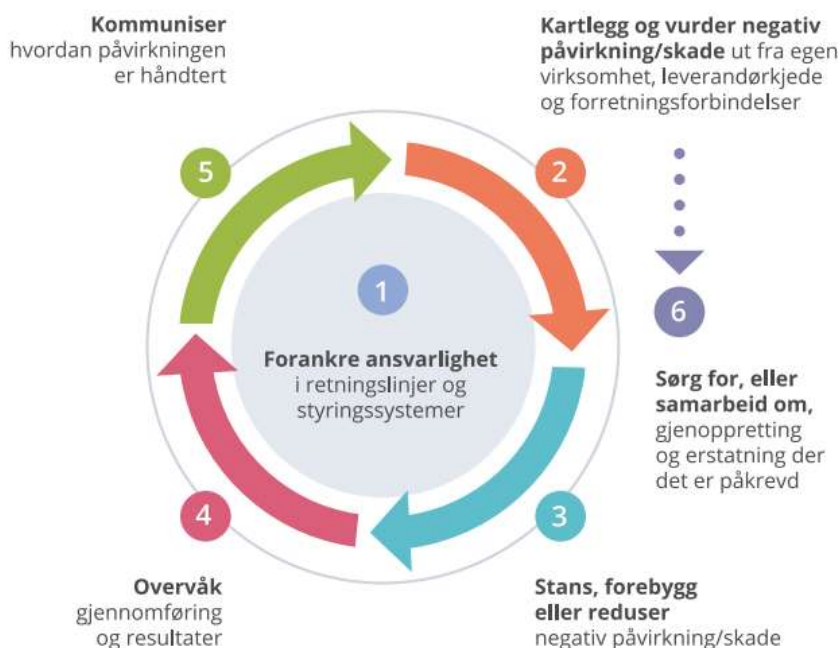 Kommuniser
hvordan påvirkningen
er håndtert
Kartlegg og vurder negativ
påvirkning/skade ut fra egen
virksomhet, leverandørkjede
og forretningsforbindelser
5
2
1
Forankre ansvarlighet
i retningslinjer og
styringssystemer
6
Sørg for, eller
samarbeid om,
gjenoppretting
og erstatning der
det er påkrevd
4
3
Overvåk
gjennomføring
og resultater
Stans, forebygg
eller reduser
negativ påvirkning/skade